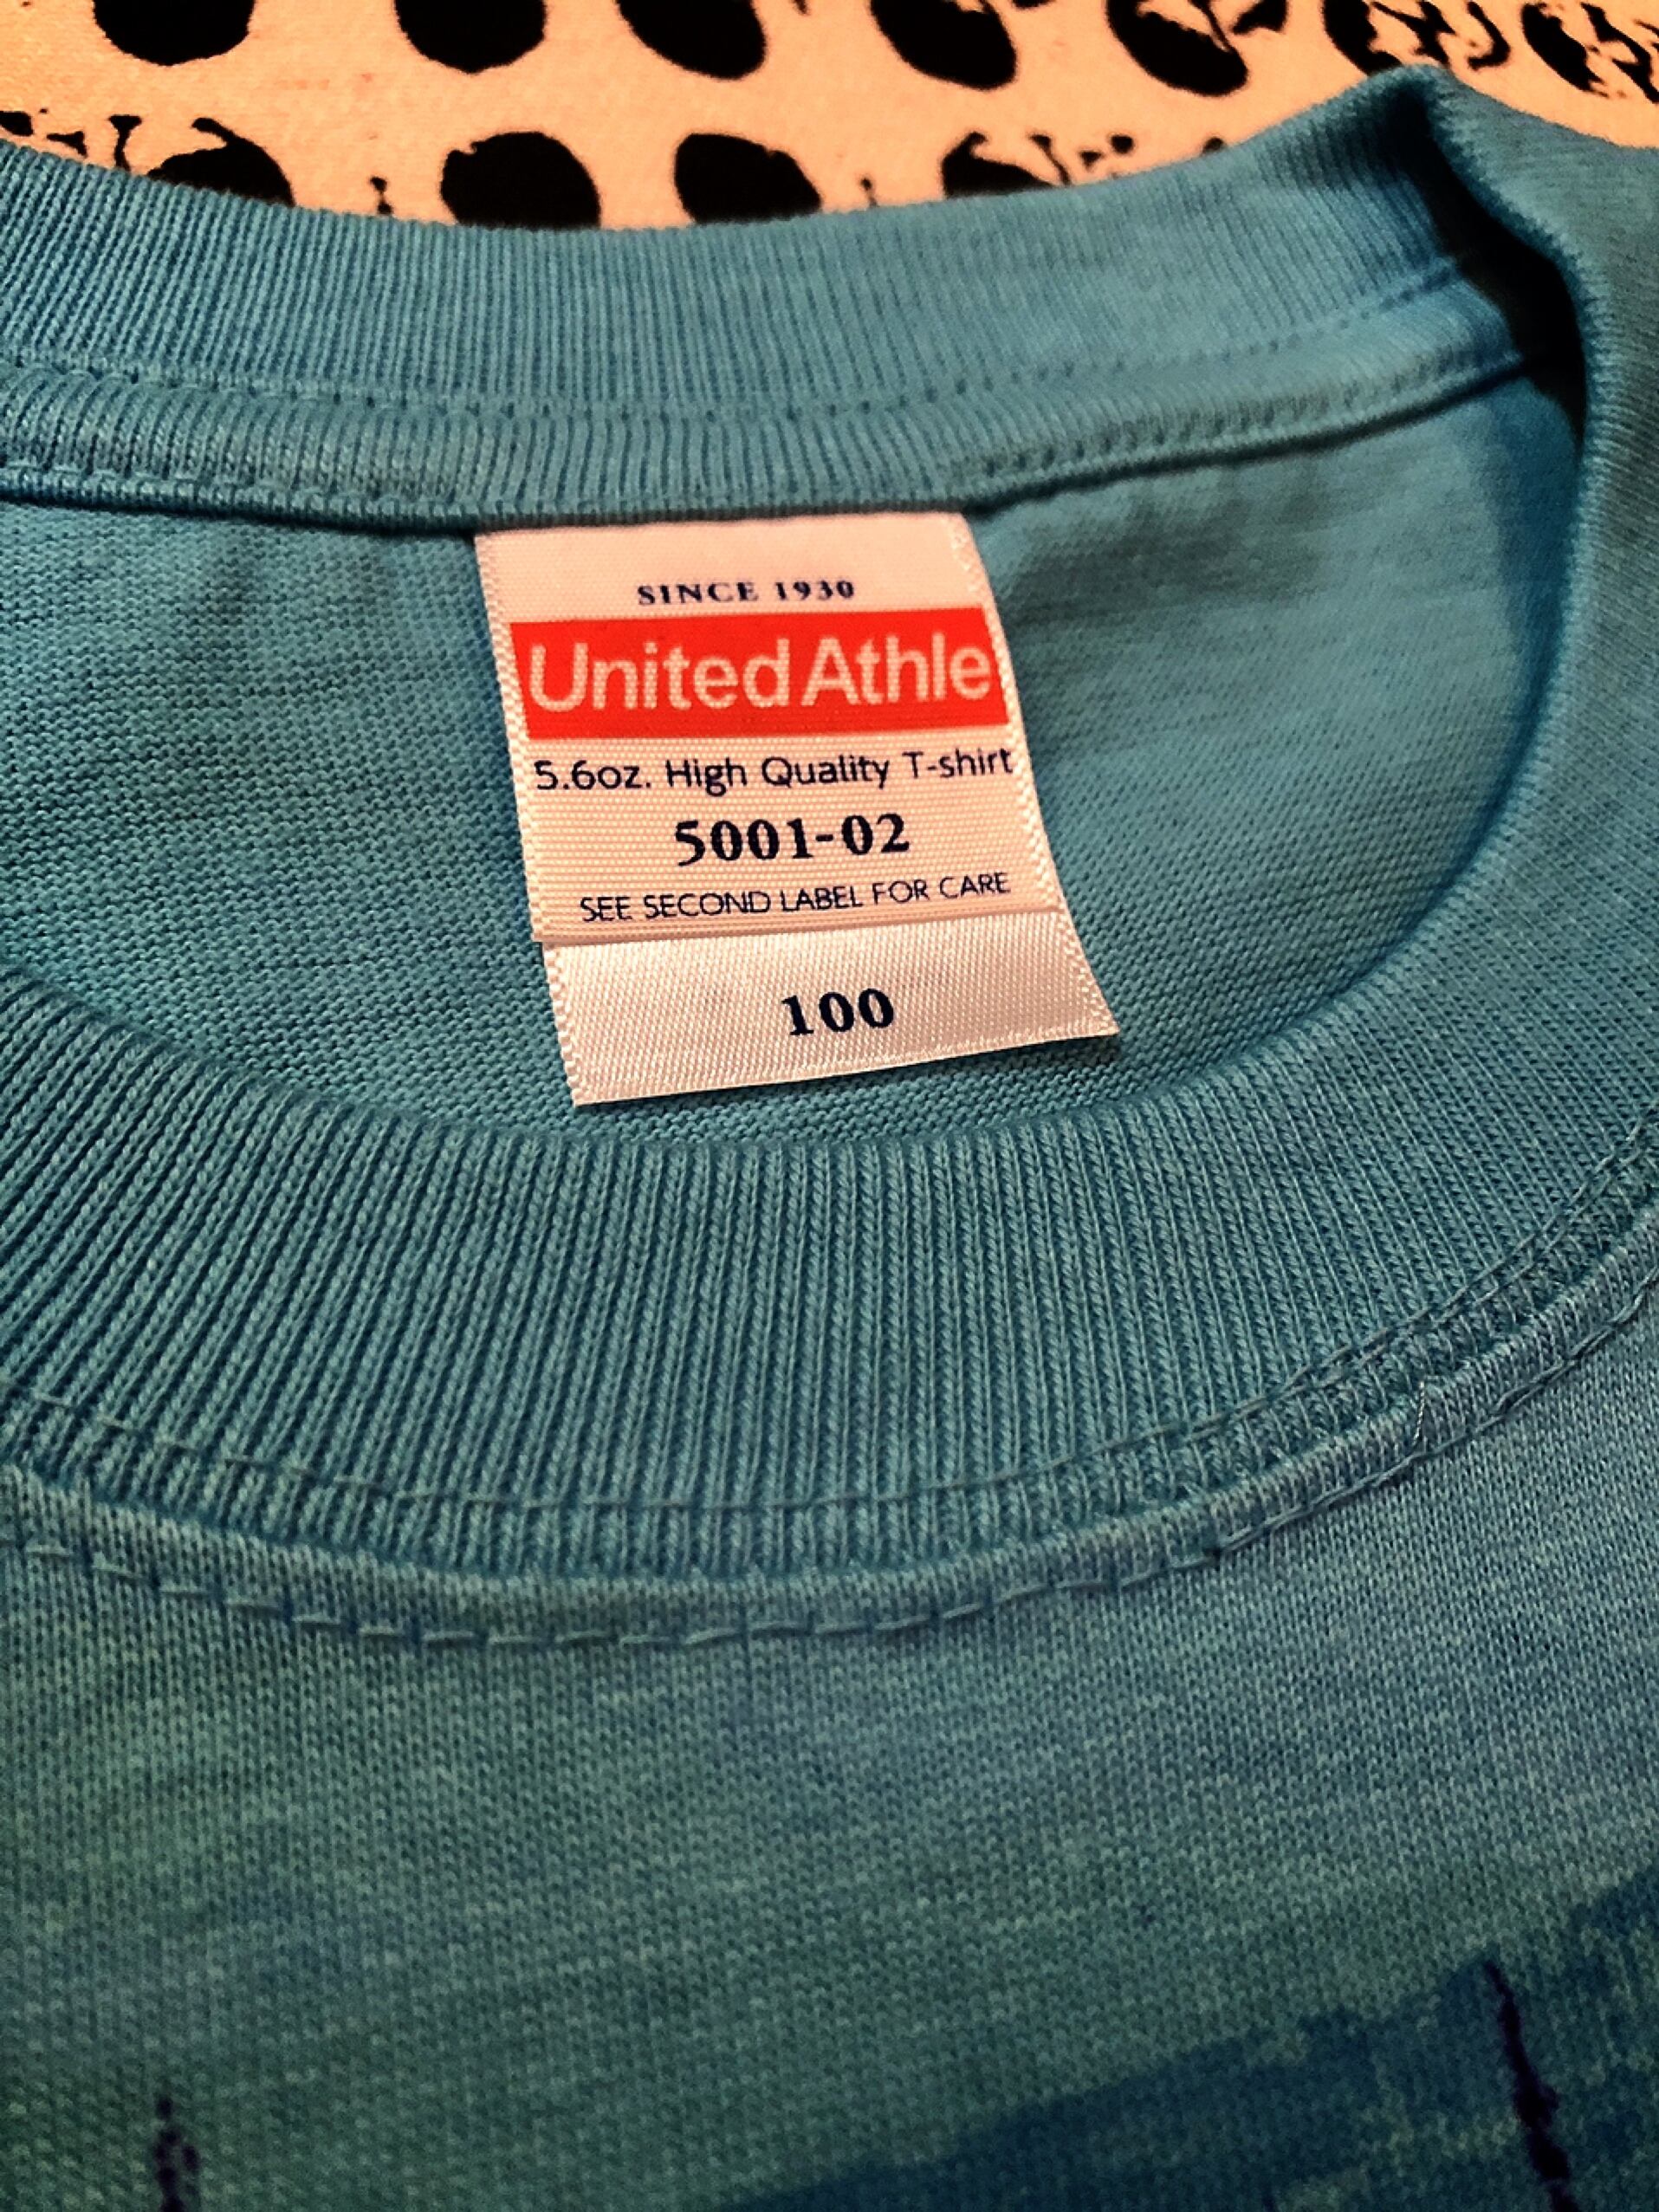 SINCE 1930
United Athle
5.6oz. High Quality T-shirt
5001-02
SEE SECOND LABEL FOR CARE
100